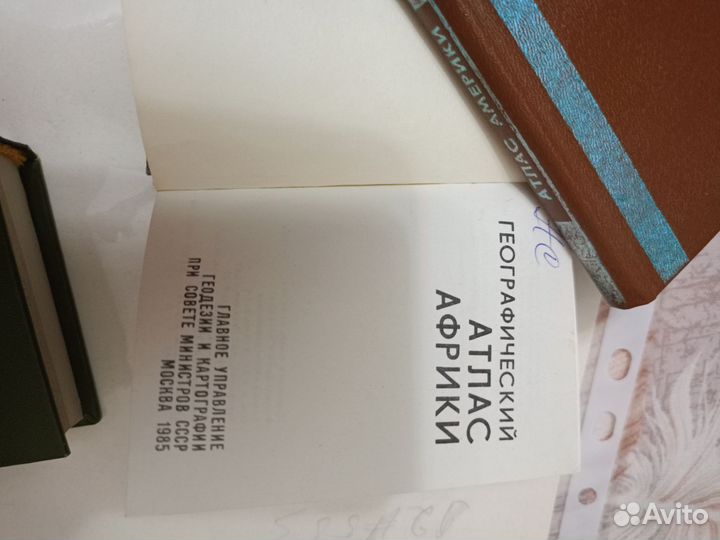 АТЛАС АМЕРИКИ
ГЕОГРАФИЧЕСКИЙ
АТЛАС
АФРИКИ
ГЛАВНОЕ УПРАВЛЕНИЕ
ГЕОДЕЗИИ И КАРТОГРАФИИ
ПРИ СОВЕТЕ МИНИСТРОВ СССР
МОСКВА 1985
Avito